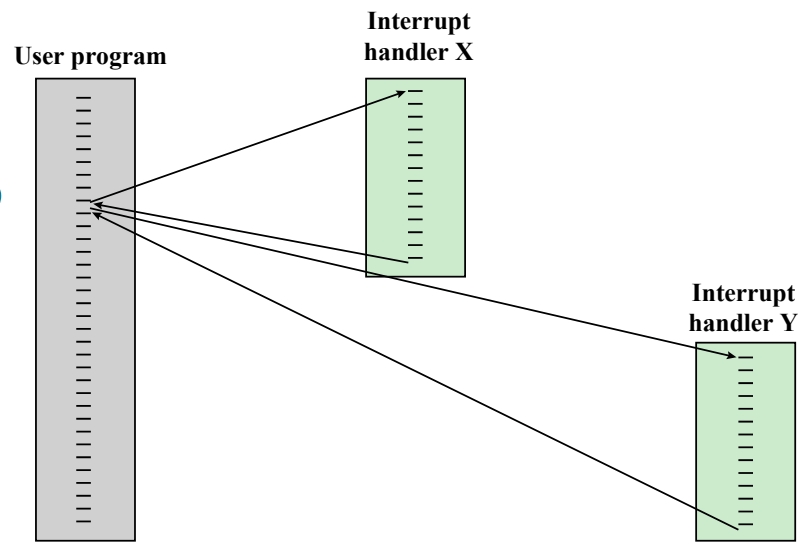 User program
Interrupt
handler X
Interrupt
handler Y